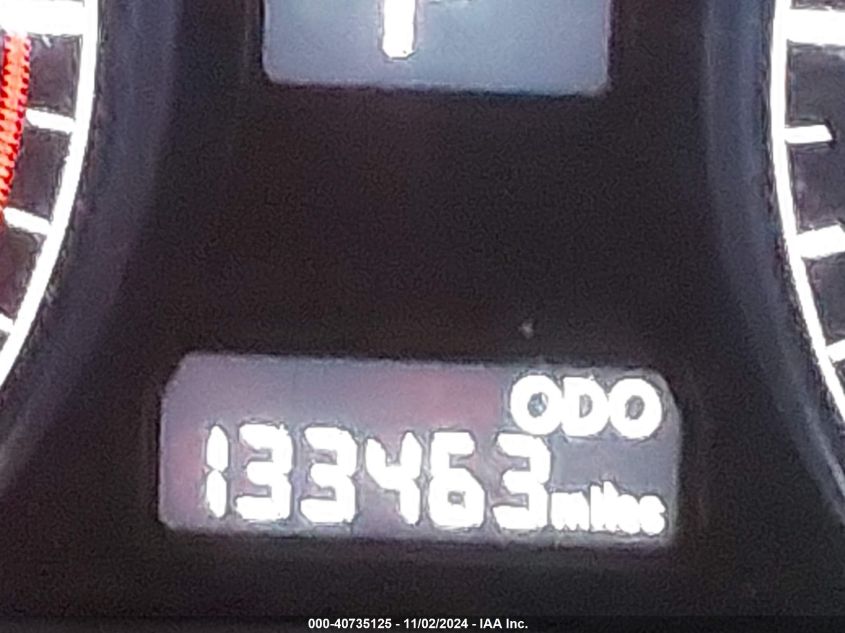 ODO
133463 miles
000-40735125 - 11/02/2024 - IAA Inc.